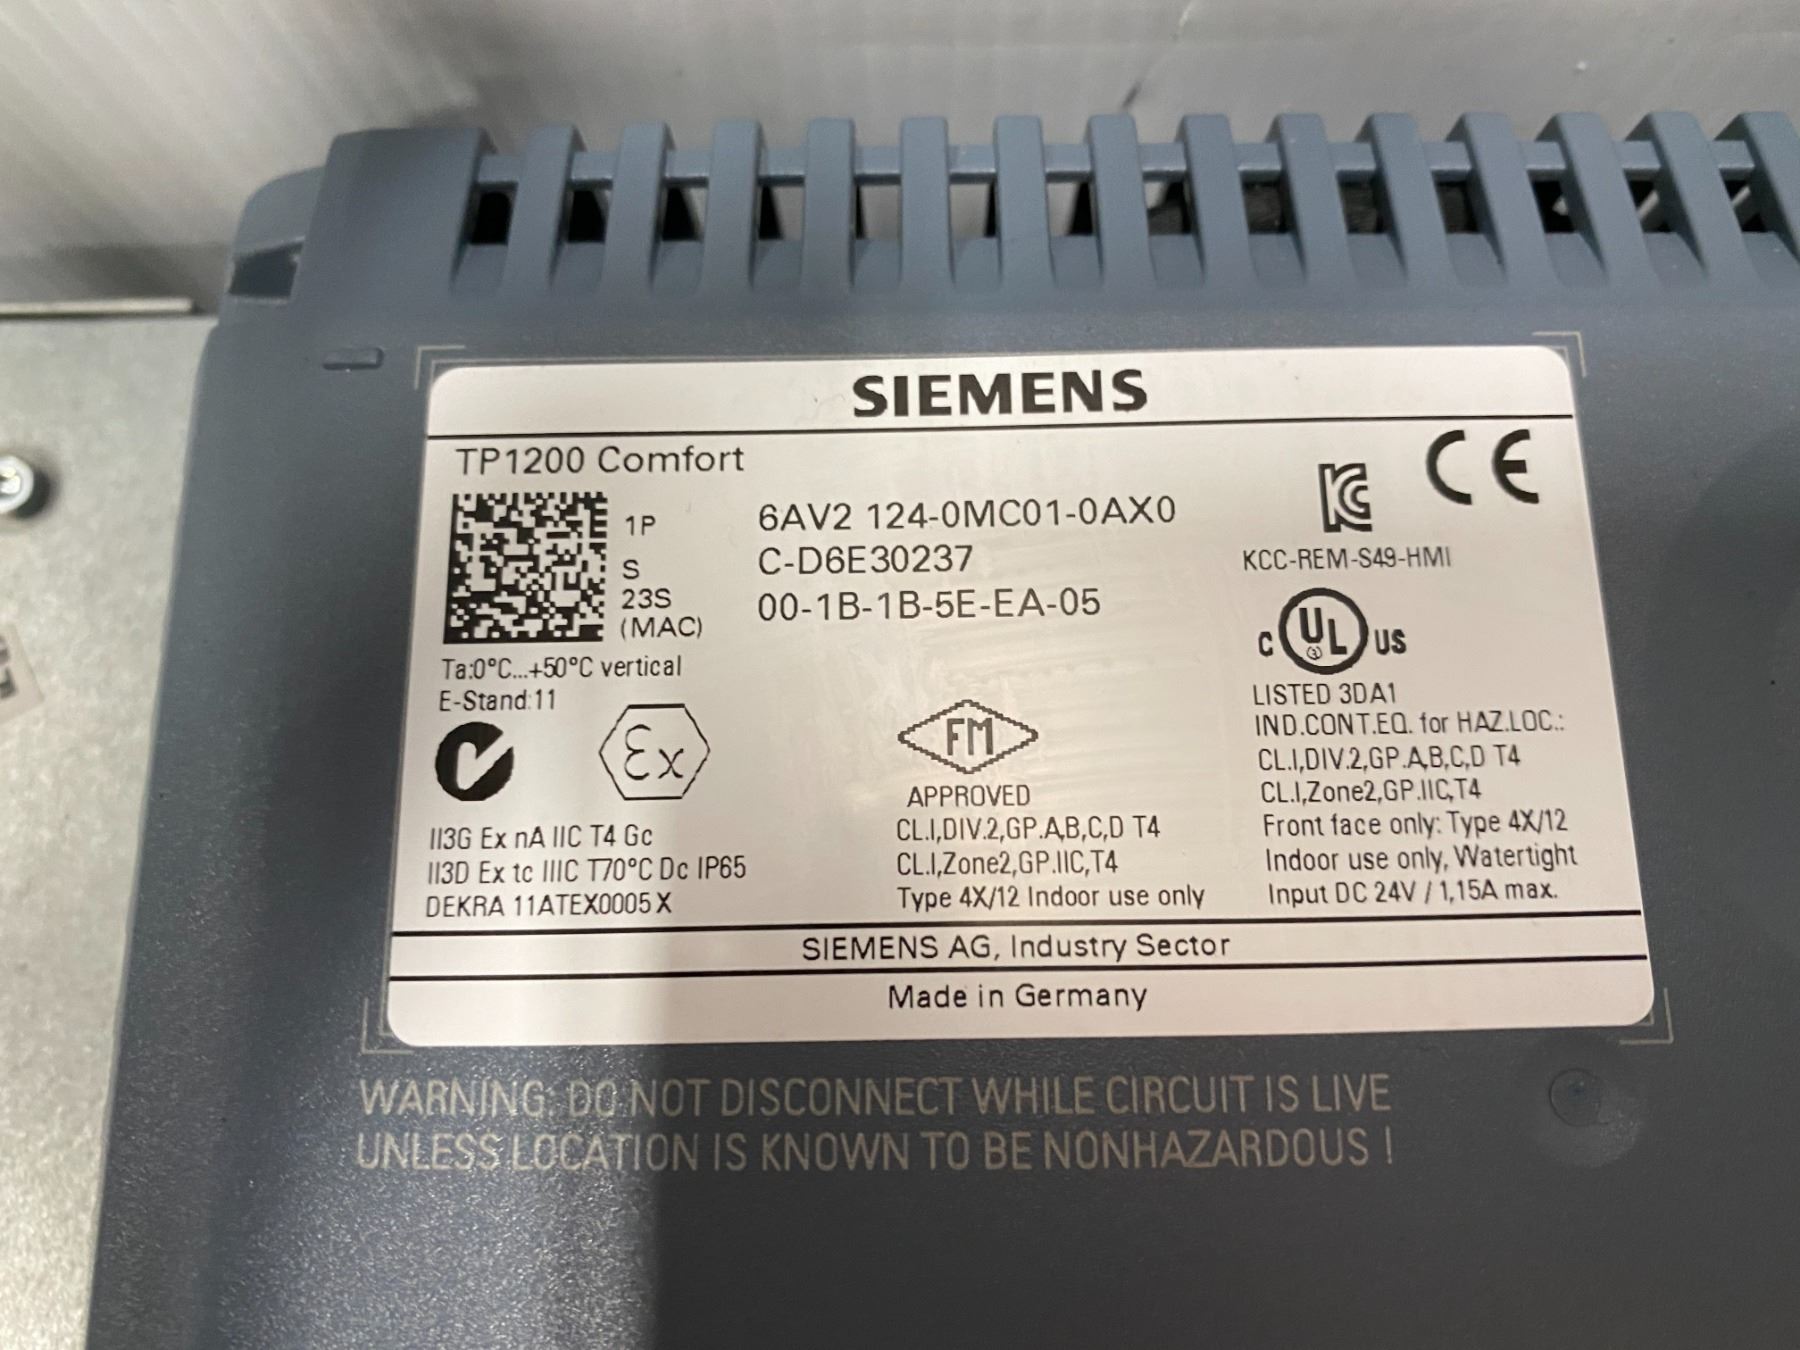 SIEMENS
TP1200 Comfort
1P 6AV2 124-0MC01-0AX0
S C-D6E30237
23S 00-1B-1B-5E-EA-05
(MAC)
Ta:0°C...+50°C vertical
E-Stand:11
CE
KC
KCC-REM-S49-HMI
C UL US
LISTED 3DA1
IND.CONT.EQ. for HAZ.LOC.:
CL.I,DIV.2,GP.A,B,C,D T4
CL.I,Zone2,GP.IIC,T4
Front face only: Type 4X/12
Indoor use only, Watertight
Input DC 24V / 1,15A max.
Ex
II3G Ex nA IIC T4 Gc
II3D Ex tc IIIC T70°C Dc IP65
DEKRA 11ATEX0005 X
FM
APPROVED
CL.I,DIV.2,GP.A,B,C,D T4
CL.I,Zone2,GP.IIC,T4
Type 4X/12 Indoor use only
SIEMENS AG, Industry Sector
Made in Germany
WARNING: DO NOT DISCONNECT WHILE CIRCUIT IS LIVE
UNLESS LOCATION IS KNOWN TO BE NONHAZARDOUS !